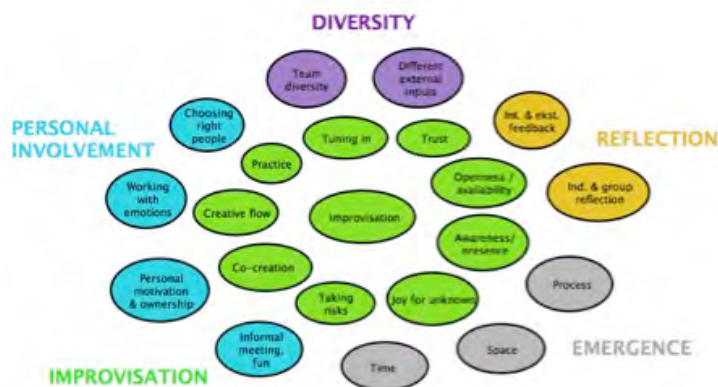 DIVERSITY
Team
diversity
Different
external
inputs
Choosing
right
people
Int. & ekst.
feedback
PERSONAL
INVOLVEMENT
REFLECTION
Tuning in
Trust
Practice
Openness /
availability
Working
with
emotions
Ind. & group
reflection
Creative flow
Improvisation
Awareness/
presence
Co-creation
Personal
motivation
& ownership
Process
Taking
risks
Joy for unknown
Informal
meeting,
fun
Time
Space
EMERGENCE
IMPROVISATION